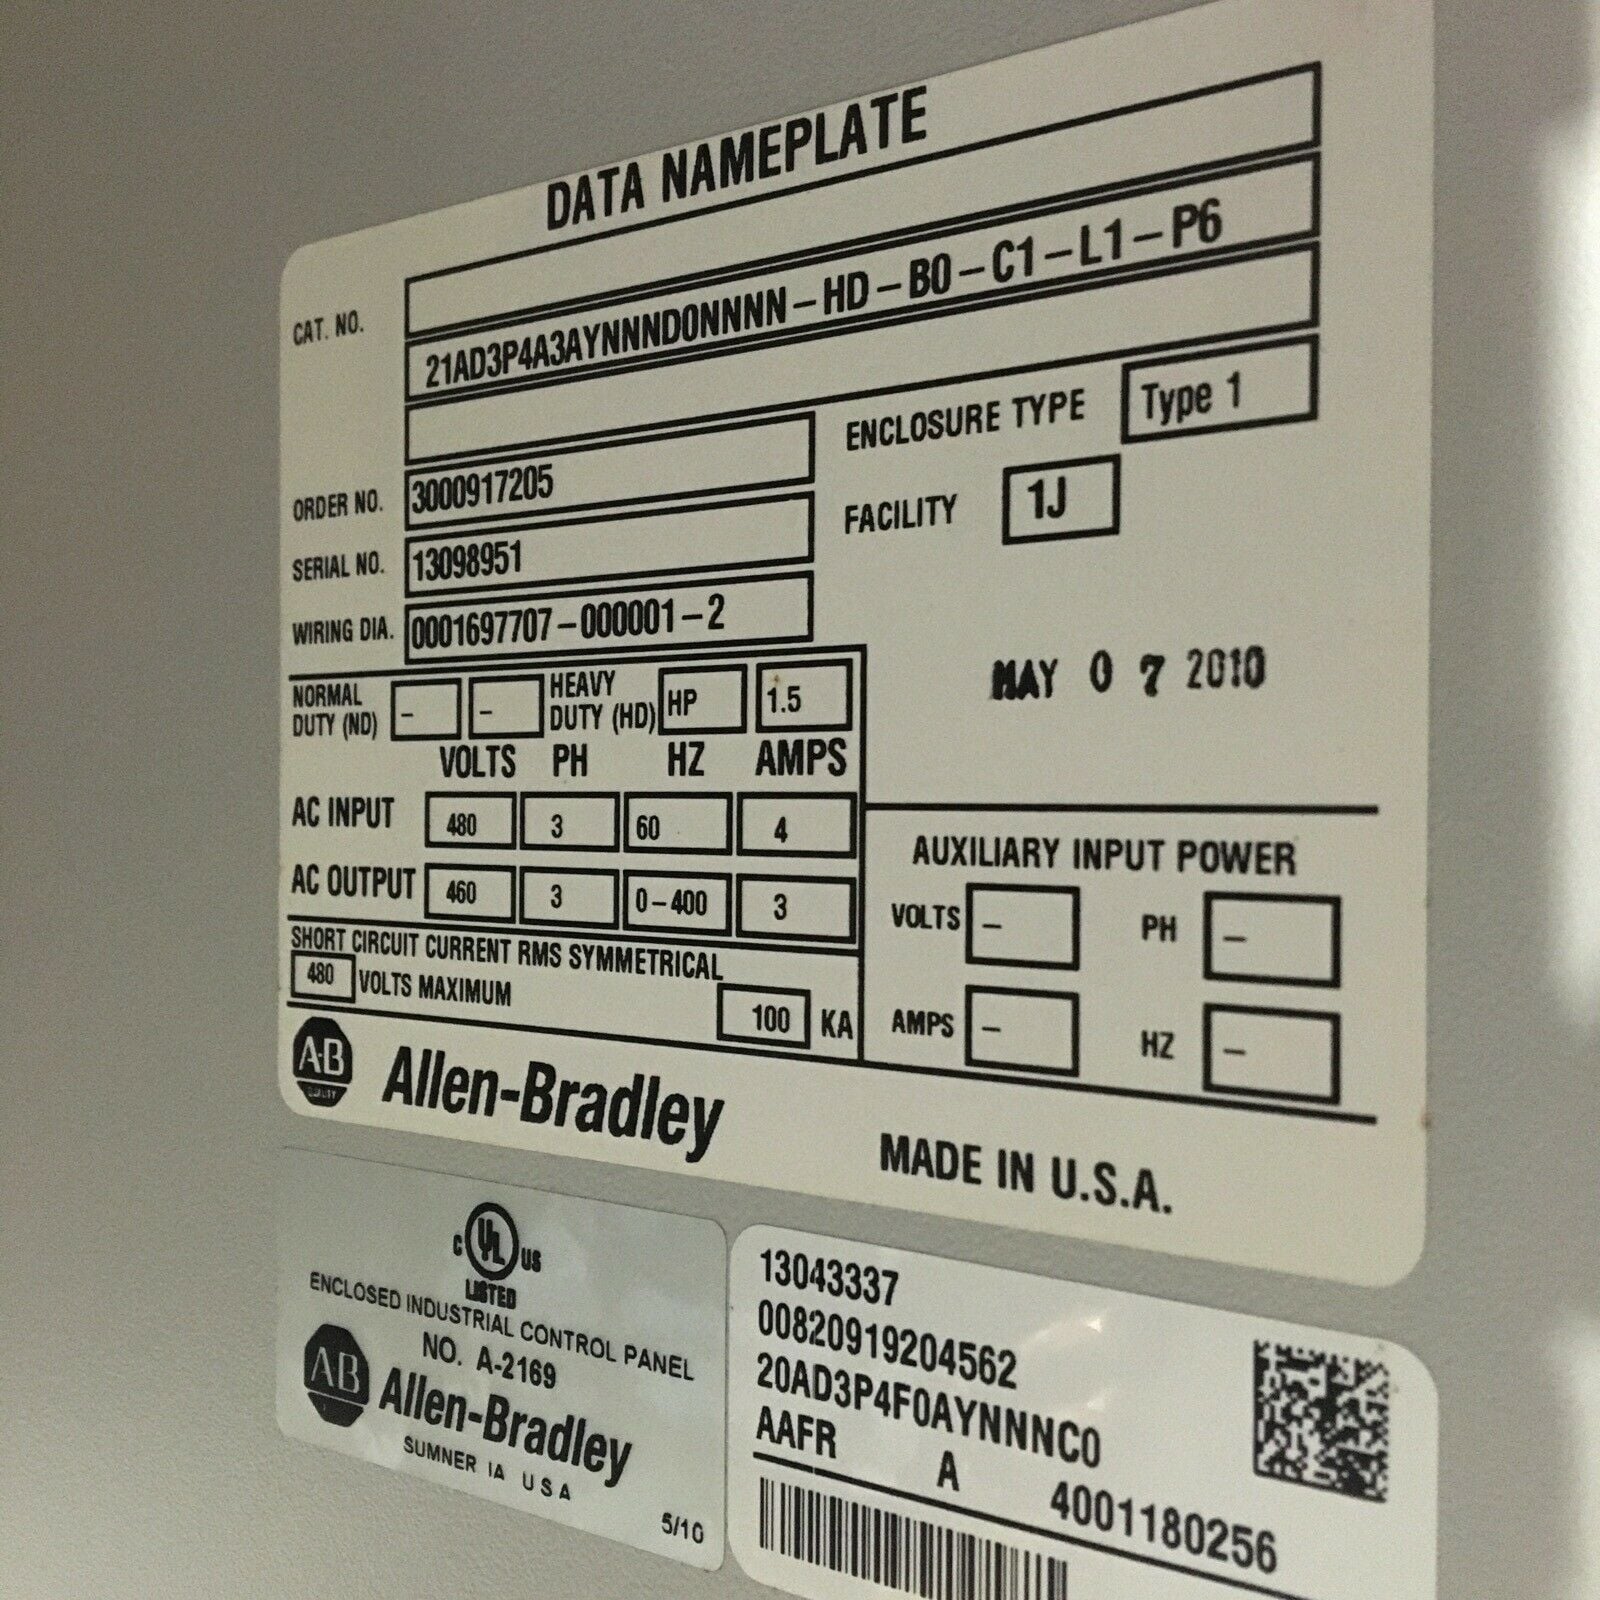 DATA NAMEPLATE
CAT. NO.
21AD3P4A3AYNNND0NNNN-HD-B0-C1-L1-P6
ENCLOSURE TYPE Type 1
ORDER NO. 3000917205
FACILITY 1J
SERIAL NO. 13098951
WIRING DIA. 0001697707-000001-2
MAY 07 2010
NORMAL DUTY (ND) - - HEAVY DUTY (HD) HP 1.5
VOLTS PH HZ AMPS
AC INPUT 480 3 60 4
AC OUTPUT 460 3 0-400 3
SHORT CIRCUIT CURRENT RMS SYMMETRICAL
480 VOLTS MAXIMUM 100 KA
AUXILIARY INPUT POWER
VOLTS - PH -
AMPS - HZ -
A-B QUALITY Allen-Bradley
MADE IN U.S.A.
C UL US
LISTED
ENCLOSED INDUSTRIAL CONTROL PANEL
NO. A-2169
AB Allen-Bradley
SUMNER IA USA
5/10
13043337
00820919204562
20AD3P4F0AYNNNC0
AAFR A 4001180256